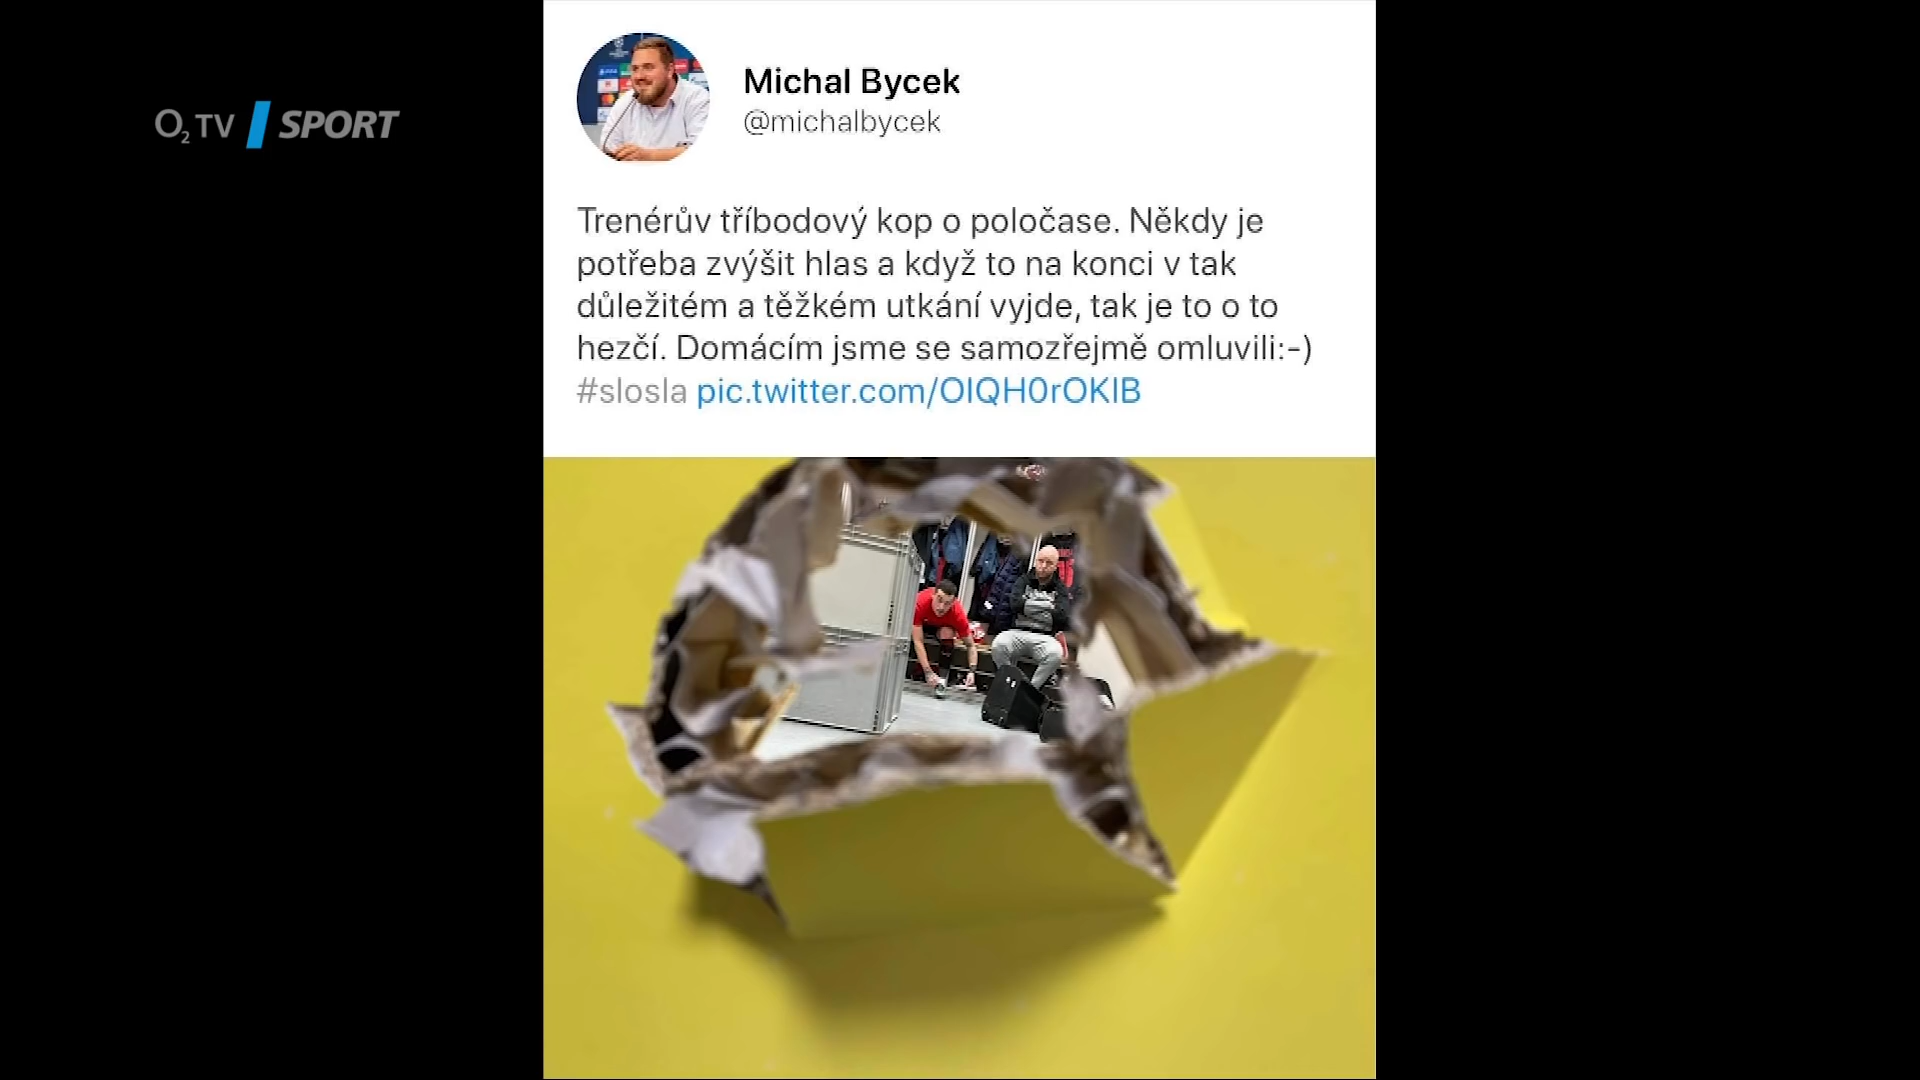 O2 TV SPORT
Michal Bycek
@michalbycek
Trenérův tříbodový kop o poločase. Někdy je
potřeba zvýšit hlas a když to na konci v tak
důležitém a těžkém utkání vyjde, tak je to o to
hezčí. Domácím jsme se samozřejmě omluvili:-)
#slosla pic.twitter.com/OIQH0rOKIB